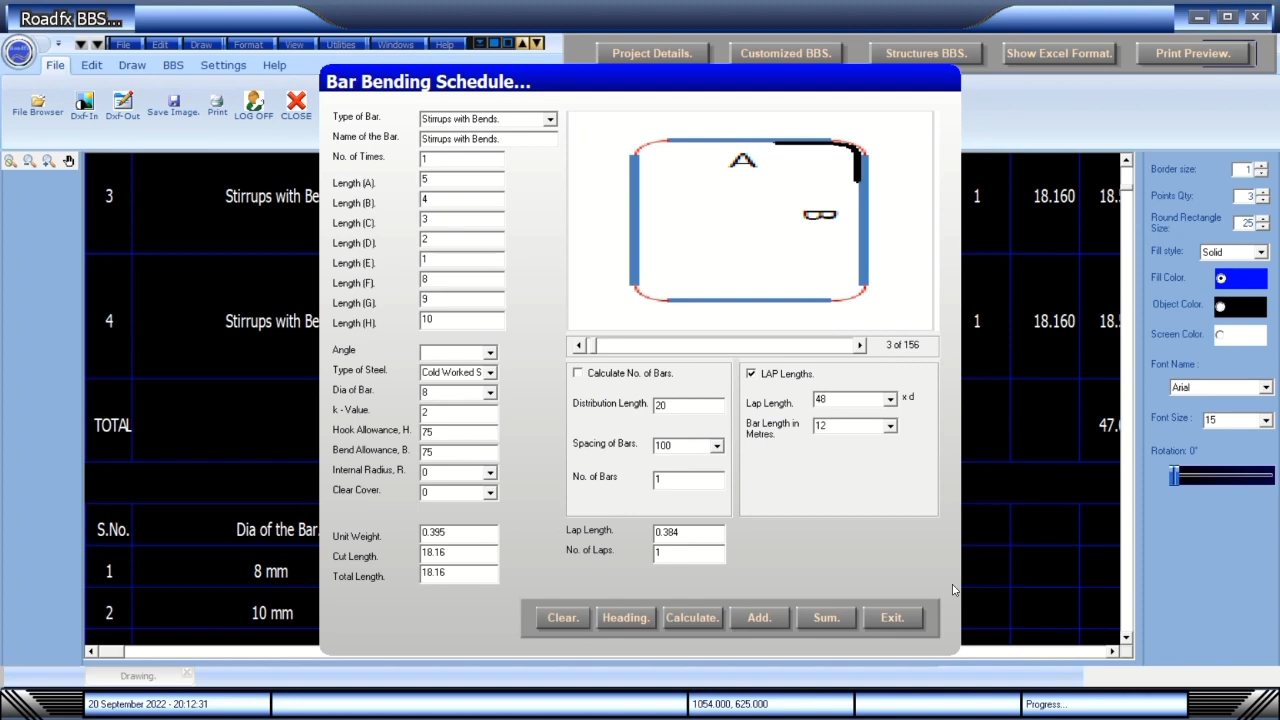 Roadfx BBS...
File Edit Draw Format View Utilities Windows Help
Project Details. Customized BBS. Structures BBS. Show Excel Format. Print Preview.
File Edit Draw BBS Settings Help
File Browser Dxf-In Dxf-Out Save Image. Print LOG OFF CLOSE
Bar Bending Schedule...
Type of Bar. Stirrups with Bends.
Name of the Bar. Stirrups with Bends.
No. of Times. 1
Length (A). 5
Length (B). 4
Length (C). 3
Length (D). 2
Length (E). 1
Length (F). 8
Length (G). 9
Length (H). 10
Angle
Type of Steel. Cold Worked S
Dia of Bar. 8
k - Value. 2
Hook Allowance, H. 75
Bend Allowance, B. 75
Internal Radius, R. 0
Clear Cover. 0
Unit Weight. 0.395
Cut Length. 18.16
Total Length. 18.16
A
B
3 of 156
Calculate No. of Bars.
Distribution Length. 20
Spacing of Bars. 100
No. of Bars 1
LAP Lengths.
Lap Length. 48 x d
Bar Length in
Metres. 12
Lap Length. 0.384
No. of Laps. 1
Clear. Heading. Calculate. Add. Sum. Exit.
3 Stirrups with Be 1 18.160 18.
4 Stirrups with Be 1 18.160 18.
TOTAL 47.
S.No. Dia of the Bar
1 8 mm
2 10 mm
Border size: 1
Points Qty: 3
Round Rectangle
Size: 25
Fill style: Solid
Fill Color.
Object Color.
Screen Color.
Font Name :
Arial
Font Size : 15
Rotation: 0°
Drawing.
20 September 2022 - 20:12:31 1054.000, 625.000 Progress...